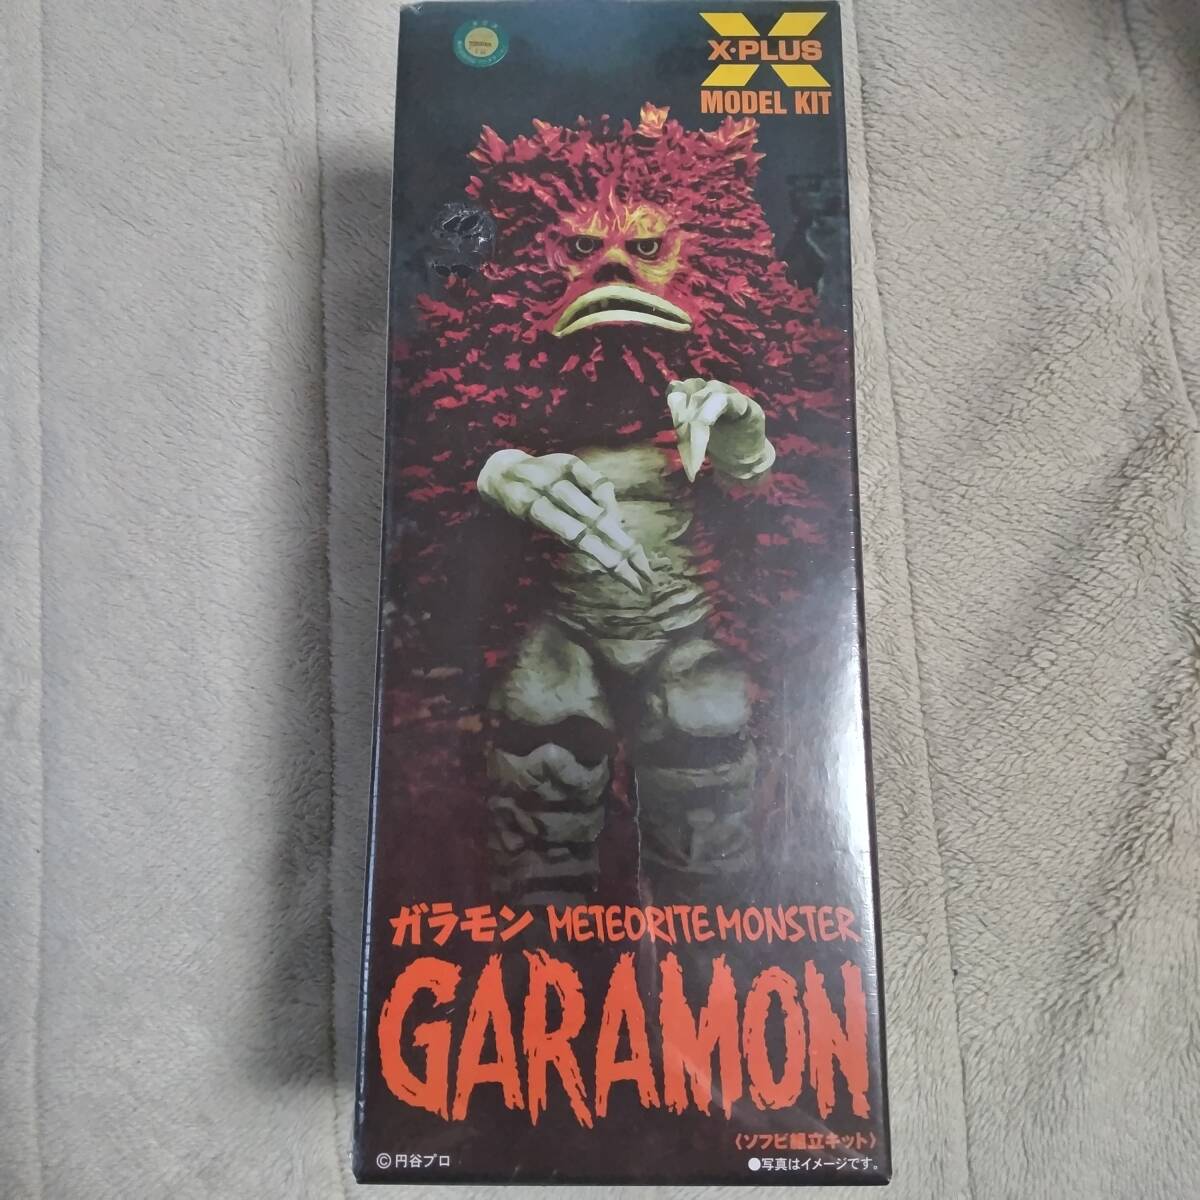 X·PLUS
MODEL KIT
ガラモン METEORITE MONSTER
GARAMON
〈ソフビ組立キット〉
©円谷プロ
●写真はイメージです。